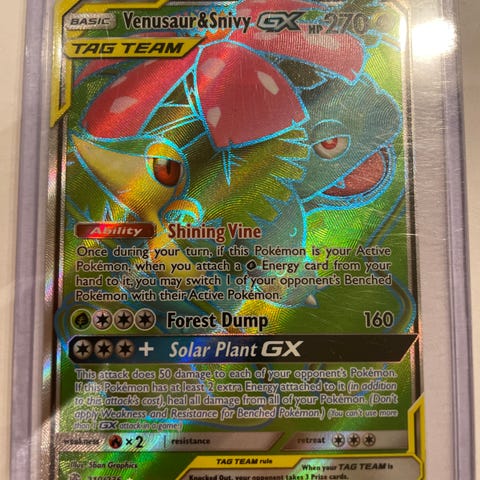 BASIC Venusaur&Snivy GX HP 270
TAG TEAM
Ability Shining Vine
Once during your turn, if this Pokémon is your Active
Pokémon, when you attach a Energy card from your
hand to it, you may switch 1 of your opponent's Benched
Pokémon with their Active Pokémon.
Forest Dump 160
+ Solar Plant GX
This attack does 50 damage to each of your opponent's Pokémon.
If this Pokémon has at least 2 extra Energy attached to it (in addition
to this attack's cost), heal all damage from all of your Pokémon. (Don't
apply Weakness and Resistance for Benched Pokémon.) (You can't use more
than 1 GX attack in a game.)
weakness ×2 resistance retreat
Illus. 5ban Graphics TAG TEAM rule When your TAG TEAM is
210/236 Knocked Out, your opponent takes 3 Prize cards.